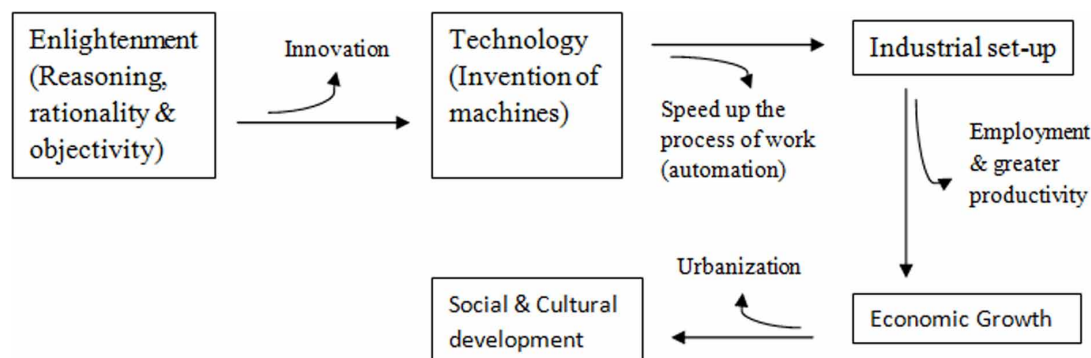 Enlightenment
(Reasoning,
rationality &
objectivity)
Innovation
Technology
(Invention of
machines)
Speed up the
process of work
(automation)
Industrial set-up
Employment
& greater
productivity
Economic Growth
Urbanization
Social & Cultural
development